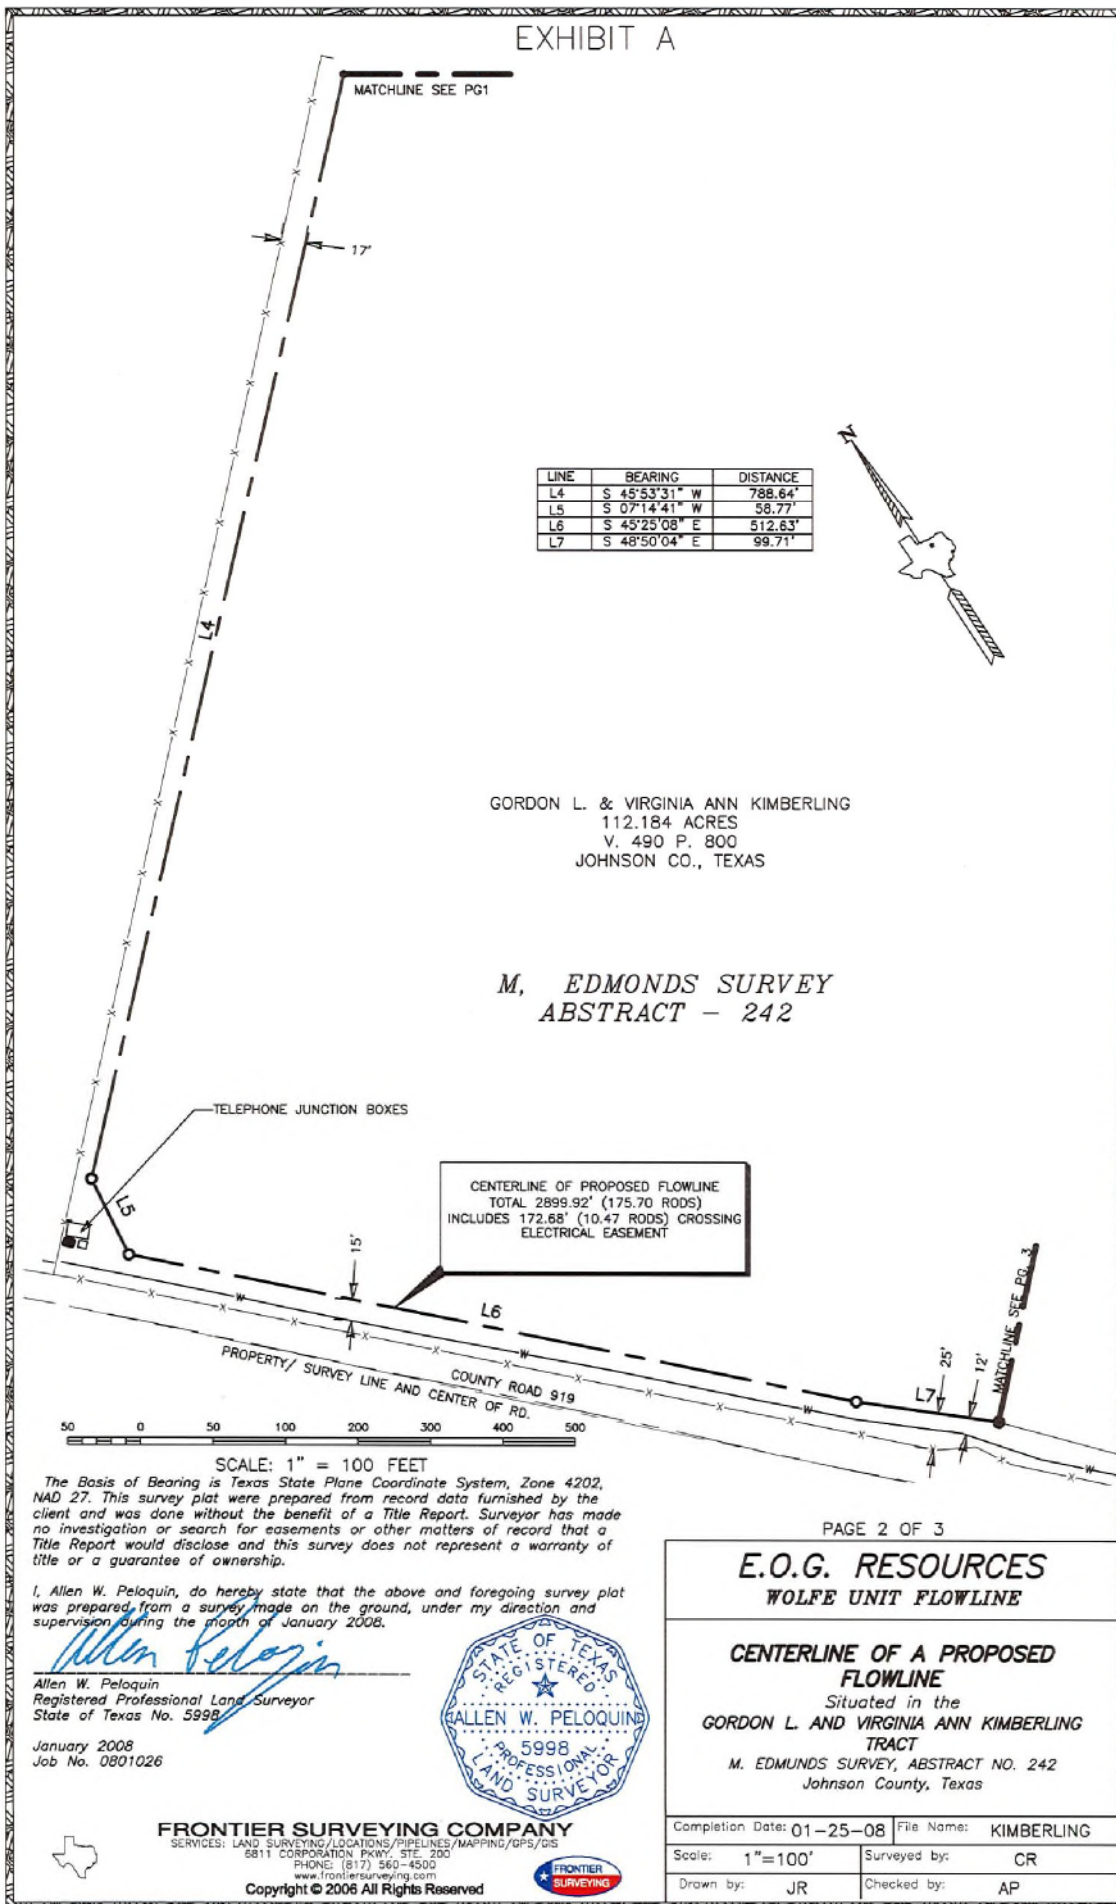 EXHIBIT A
MATCHLINE SEE PG1
17'
N
LINE BEARING DISTANCE
L4 S 45°53'31" W 788.64'
L5 S 07°14'41" W 58.77'
L6 S 45°25'08" E 512.63'
L7 S 48°50'04" E 99.71'
L4
GORDON L. & VIRGINIA ANN KIMBERLING
112.184 ACRES
V. 490 P. 800
JOHNSON CO., TEXAS
M, EDMONDS SURVEY
ABSTRACT - 242
TELEPHONE JUNCTION BOXES
L5
CENTERLINE OF PROPOSED FLOWLINE
TOTAL 2899.92' (175.70 RODS)
INCLUDES 172.68' (10.47 RODS) CROSSING
ELECTRICAL EASEMENT
15'
L6
MATCHLINE SEE PG. 3
25'
12'
L7
COUNTY ROAD 919
PROPERTY/ SURVEY LINE AND CENTER OF RD.
50 0 50 100 200 300 400 500
SCALE: 1" = 100 FEET
The Basis of Bearing is Texas State Plane Coordinate System, Zone 4202,
NAD 27. This survey plat were prepared from record data furnished by the
client and was done without the benefit of a Title Report. Surveyor has made
no investigation or search for easements or other matters of record that a
Title Report would disclose and this survey does not represent a warranty of
title or a guarantee of ownership.
I, Allen W. Peloquin, do hereby state that the above and foregoing survey plat
was prepared from a survey made on the ground, under my direction and
supervision during the month of January 2008.
Allen Peloquin
Allen W. Peloquin
Registered Professional Land Surveyor
State of Texas No. 5998
January 2008
Job No. 0801026
STATE OF TEXAS
REGISTERED
ALLEN W. PELOQUIN
5998
PROFESSIONAL
LAND SURVEYOR
FRONTIER SURVEYING COMPANY
SERVICES: LAND SURVEYING/LOCATIONS/PIPELINES/MAPPING/GPS/GIS
6811 CORPORATION PKWY. STE. 200
PHONE: (817) 560-4500
www.frontiersurveying.com
Copyright © 2006 All Rights Reserved
FRONTIER
SURVEYING
PAGE 2 OF 3
E.O.G. RESOURCES
WOLFE UNIT FLOWLINE
CENTERLINE OF A PROPOSED
FLOWLINE
Situated in the
GORDON L. AND VIRGINIA ANN KIMBERLING
TRACT
M. EDMUNDS SURVEY, ABSTRACT NO. 242
Johnson County, Texas
Completion Date: 01-25-08 File Name: KIMBERLING
Scale: 1"=100' Surveyed by: CR
Drawn by: JR Checked by: AP